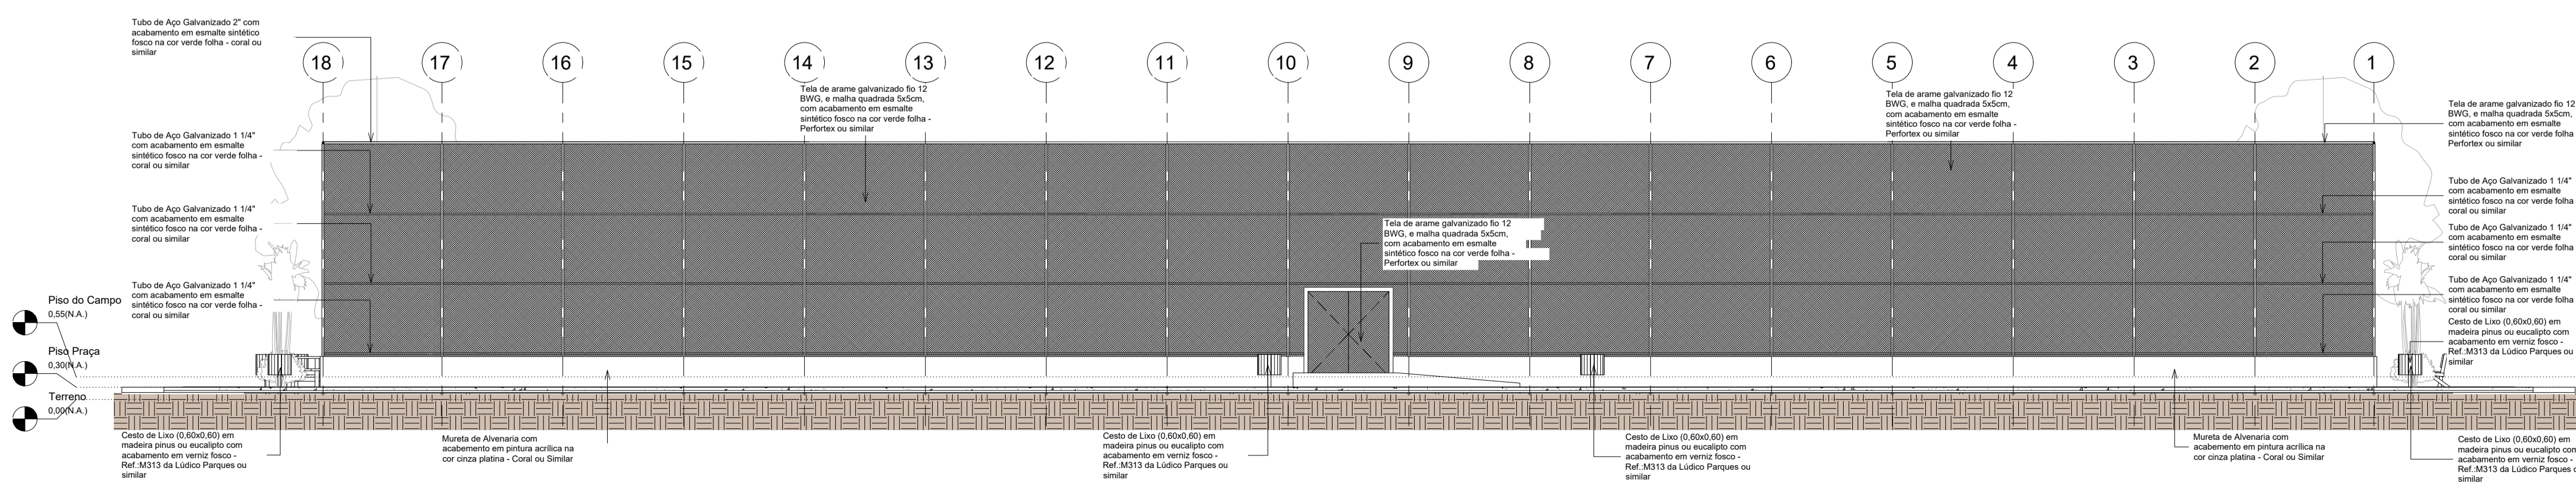 Tubo de Aço Galvanizado 2" com
acabamento em esmalte sintético
fosco na cor verde folha - coral ou
similar
18
17
16
15
14
13
12
11
10
9
8
7
6
5
4
3
2
1
Tela de arame galvanizado fio 12
BWG, e malha quadrada 5x5cm,
com acabamento em esmalte
sintético fosco na cor verde folha -
Perfortex ou similar
Tela de arame galvanizado fio 12
BWG, e malha quadrada 5x5cm,
com acabamento em esmalte
sintético fosco na cor verde folha -
Perfortex ou similar
Tela de arame galvanizado fio 12
BWG, e malha quadrada 5x5cm,
com acabamento em esmalte
sintético fosco na cor verde folha
Perfortex ou similar
Tubo de Aço Galvanizado 1 1/4"
com acabamento em esmalte
sintético fosco na cor verde folha -
coral ou similar
Tubo de Aço Galvanizado 1 1/4"
com acabamento em esmalte
sintético fosco na cor verde folha
coral ou similar
Tubo de Aço Galvanizado 1 1/4"
com acabamento em esmalte
sintético fosco na cor verde folha -
coral ou similar
Tela de arame galvanizado fio 12
BWG, e malha quadrada 5x5cm,
com acabamento em esmalte
sintético fosco na cor verde folha -
Perfortex ou similar
Tubo de Aço Galvanizado 1 1/4"
com acabamento em esmalte
sintético fosco na cor verde folha
coral ou similar
Tubo de Aço Galvanizado 1 1/4"
com acabamento em esmalte
sintético fosco na cor verde folha -
coral ou similar
Tubo de Aço Galvanizado 1 1/4"
com acabamento em esmalte
sintético fosco na cor verde folha
coral ou similar
Piso do Campo
0,55(N.A.)
Piso Praça
0,30(N.A.)
Terreno
0,00(N.A.)
Cesto de Lixo (0,60x0,60) em
madeira pinus ou eucalipto com
acabamento em verniz fosco -
Ref.:M313 da Lúdico Parques ou
similar
Cesto de Lixo (0,60x0,60) em
madeira pinus ou eucalipto com
acabamento em verniz fosco -
Ref.:M313 da Lúdico Parques ou
similar
Mureta de Alvenaria com
acabemento em pintura acrílica na
cor cinza platina - Coral ou Similar
Cesto de Lixo (0,60x0,60) em
madeira pinus ou eucalipto com
acabamento em verniz fosco -
Ref.:M313 da Lúdico Parques ou
similar
Cesto de Lixo (0,60x0,60) em
madeira pinus ou eucalipto com
acabamento em verniz fosco -
Ref.:M313 da Lúdico Parques ou
similar
Mureta de Alvenaria com
acabemento em pintura acrílica na
cor cinza platina - Coral ou Similar
Cesto de Lixo (0,60x0,60) em
madeira pinus ou eucalipto com
acabamento em verniz fosco -
Ref.:M313 da Lúdico Parques
similar